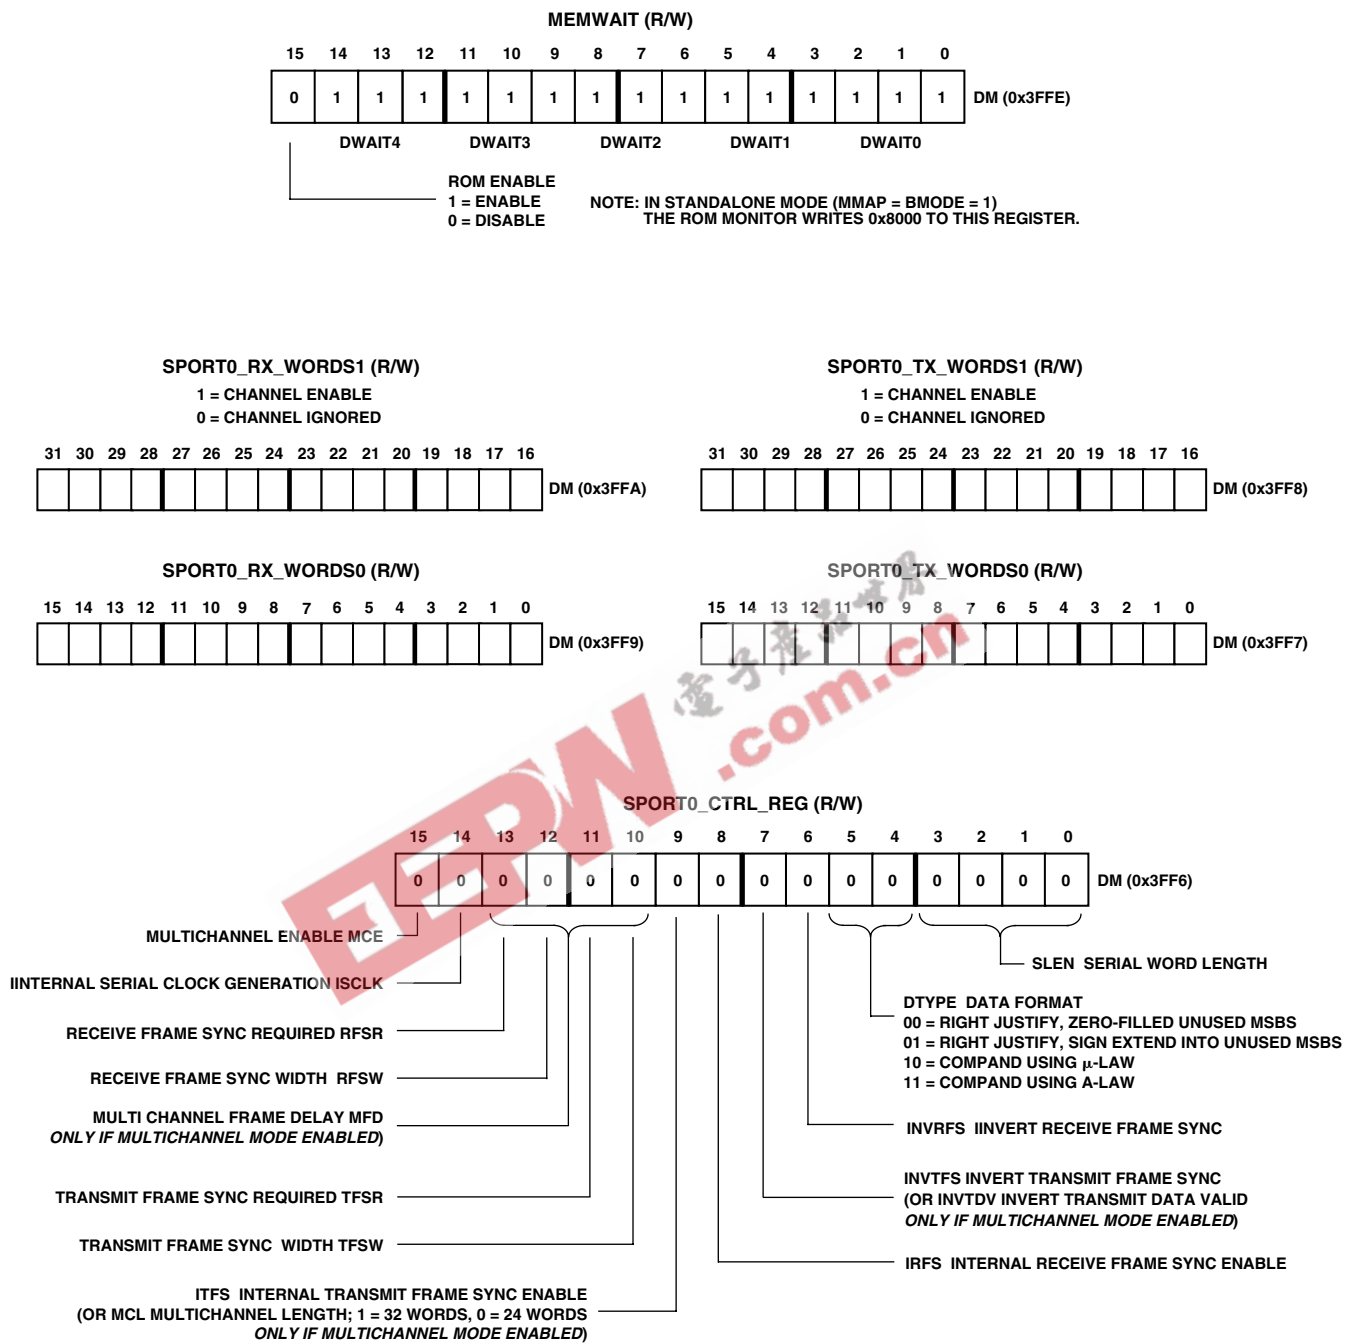 MEMWAIT (R/W)
15 14 13 12 11 10 9 8 7 6 5 4 3 2 1 0
0 1 1 1 1 1 1 1 1 1 1 1 1 1 1 1 DM (0x3FFE)
DWAIT4 DWAIT3 DWAIT2 DWAIT1 DWAIT0
ROM ENABLE
1 = ENABLE
0 = DISABLE
NOTE: IN STANDALONE MODE (MMAP = BMODE = 1)
THE ROM MONITOR WRITES 0x8000 TO THIS REGISTER.
SPORT0_RX_WORDS1 (R/W)
1 = CHANNEL ENABLE
0 = CHANNEL IGNORED
31 30 29 28 27 26 25 24 23 22 21 20 19 18 17 16
DM (0x3FFA)
SPORT0_TX_WORDS1 (R/W)
1 = CHANNEL ENABLE
0 = CHANNEL IGNORED
31 30 29 28 27 26 25 24 23 22 21 20 19 18 17 16
DM (0x3FF8)
SPORT0_RX_WORDS0 (R/W)
15 14 13 12 11 10 9 8 7 6 5 4 3 2 1 0
DM (0x3FF9)
SPORT0_TX_WORDS0 (R/W)
15 14 13 12 11 10 9 8 7 6 5 4 3 2 1 0
DM (0x3FF7)
EEPW 電子產品世界
.com.cn
SPORT0_CTRL_REG (R/W)
15 14 13 12 11 10 9 8 7 6 5 4 3 2 1 0
0 0 0 0 0 0 0 0 0 0 0 0 0 0 0 0 DM (0x3FF6)
MULTICHANNEL ENABLE MCE
IINTERNAL SERIAL CLOCK GENERATION ISCLK
RECEIVE FRAME SYNC REQUIRED RFSR
RECEIVE FRAME SYNC WIDTH RFSW
MULTI CHANNEL FRAME DELAY MFD
ONLY IF MULTICHANNEL MODE ENABLED)
TRANSMIT FRAME SYNC REQUIRED TFSR
TRANSMIT FRAME SYNC WIDTH TFSW
ITFS INTERNAL TRANSMIT FRAME SYNC ENABLE
(OR MCL MULTICHANNEL LENGTH; 1 = 32 WORDS, 0 = 24 WORDS
ONLY IF MULTICHANNEL MODE ENABLED)
SLEN SERIAL WORD LENGTH
DTYPE DATA FORMAT
00 = RIGHT JUSTIFY, ZERO-FILLED UNUSED MSBS
01 = RIGHT JUSTIFY, SIGN EXTEND INTO UNUSED MSBS
10 = COMPAND USING μ-LAW
11 = COMPAND USING A-LAW
INVRFS IINVERT RECEIVE FRAME SYNC
INVTFS INVERT TRANSMIT FRAME SYNC
(OR INVTDV INVERT TRANSMIT DATA VALID
ONLY IF MULTICHANNEL MODE ENABLED)
IRFS INTERNAL RECEIVE FRAME SYNC ENABLE